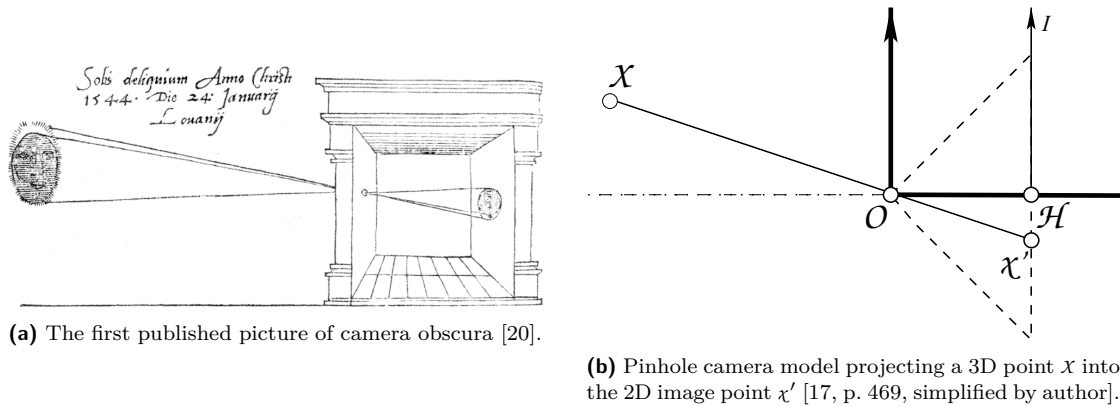 Solis deliquium Anno Christi
1544. Die 24 Januarij
Louanij
(a) The first published picture of camera obscura [20].
I
X
O
H
X′
(b) Pinhole camera model projecting a 3D point X into
the 2D image point χ′ [17, p. 469, simplified by author].